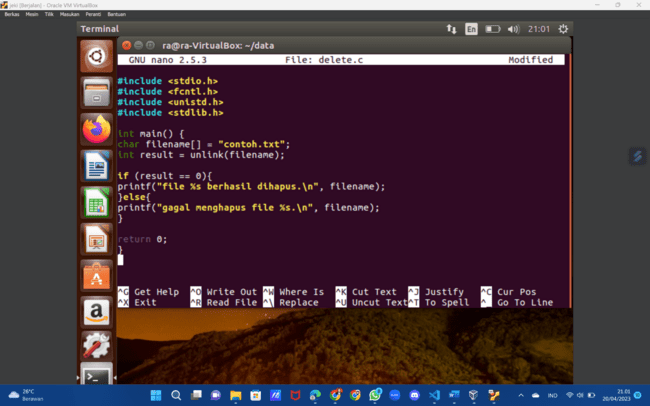 pmi [Berjalan] - Oracle VM VirtualBox
Berkas Mesin Tilik Masukan Peranti Bantuan
Terminal En 21:01
ra@ra-VirtualBox: ~/data
GNU nano 2.5.3 File: delete.c Modified
#include <stdio.h>
#include <fcntl.h>
#include <unistd.h>
#include <stdlib.h>
int main() {
char filename[] = "contoh.txt";
int result = unlink(filename);
if (result == 0){
printf("file %s berhasil dihapus.\n", filename);
}else{
printf("gagal menghapus file %s.\n", filename);
}
return 0;
}
^G Get Help ^O Write Out ^W Where Is ^K Cut Text ^J Justify ^C Cur Pos
^X Exit ^R Read File ^\ Replace ^U Uncut Text ^T To Spell ^_ Go To Line
26°C
Berawan
IND
21.01
20/04/2023